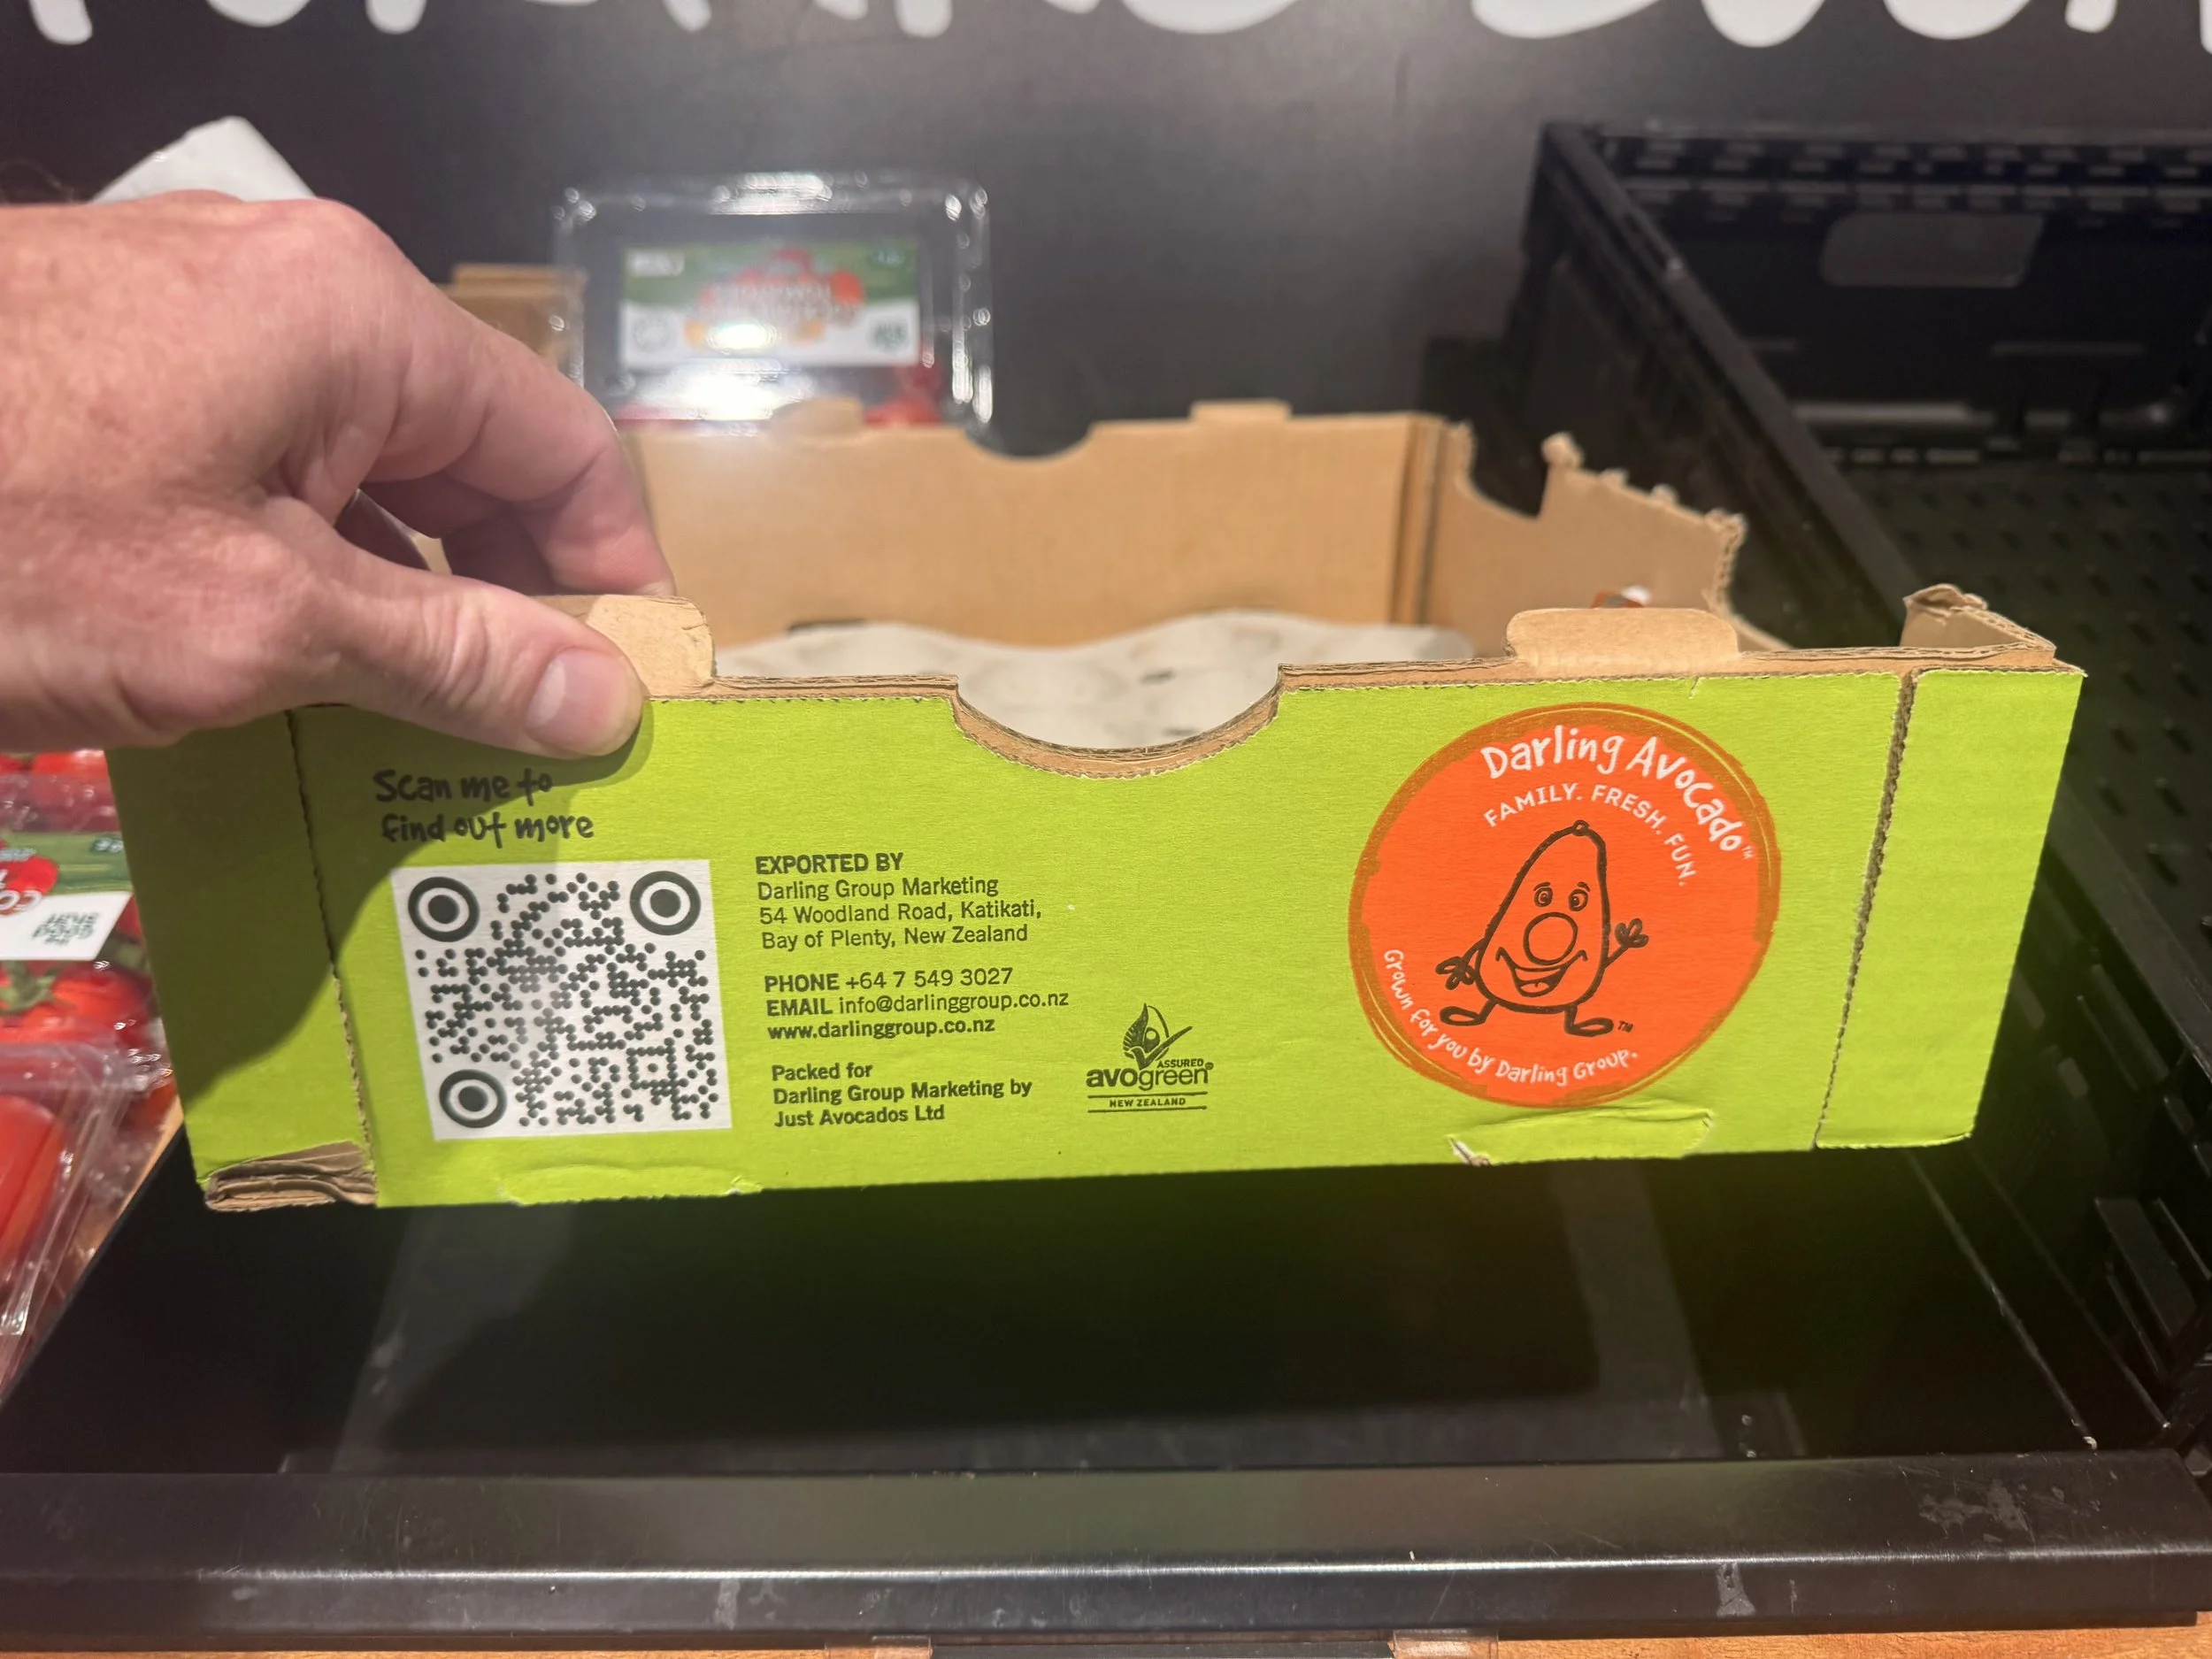 Scan me to
find out more
EXPORTED BY
Darling Group Marketing
54 Woodland Road, Katikati,
Bay of Plenty, New Zealand
PHONE +64 7 549 3027
EMAIL info@darlinggroup.co.nz
www.darlinggroup.co.nz
Packed for
Darling Group Marketing by
Just Avocados Ltd
ASSURED
avogreen®
NEW ZEALAND
Darling Avocado™
FAMILY. FRESH. FUN.
TM
Grown for you by Darling Group.